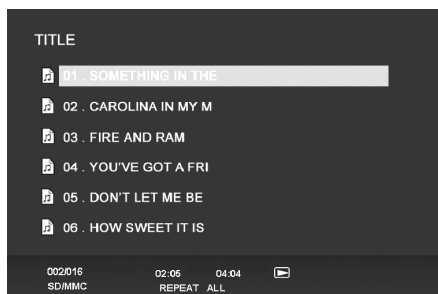 TITLE
01 . SOMETHING IN THE
02 . CAROLINA IN MY M
03 . FIRE AND RAM
04 . YOU'VE GOT A FRI
05 . DON'T LET ME BE
06 . HOW SWEET IT IS
002/016 02:05 04:04
SD/MMC REPEAT ALL